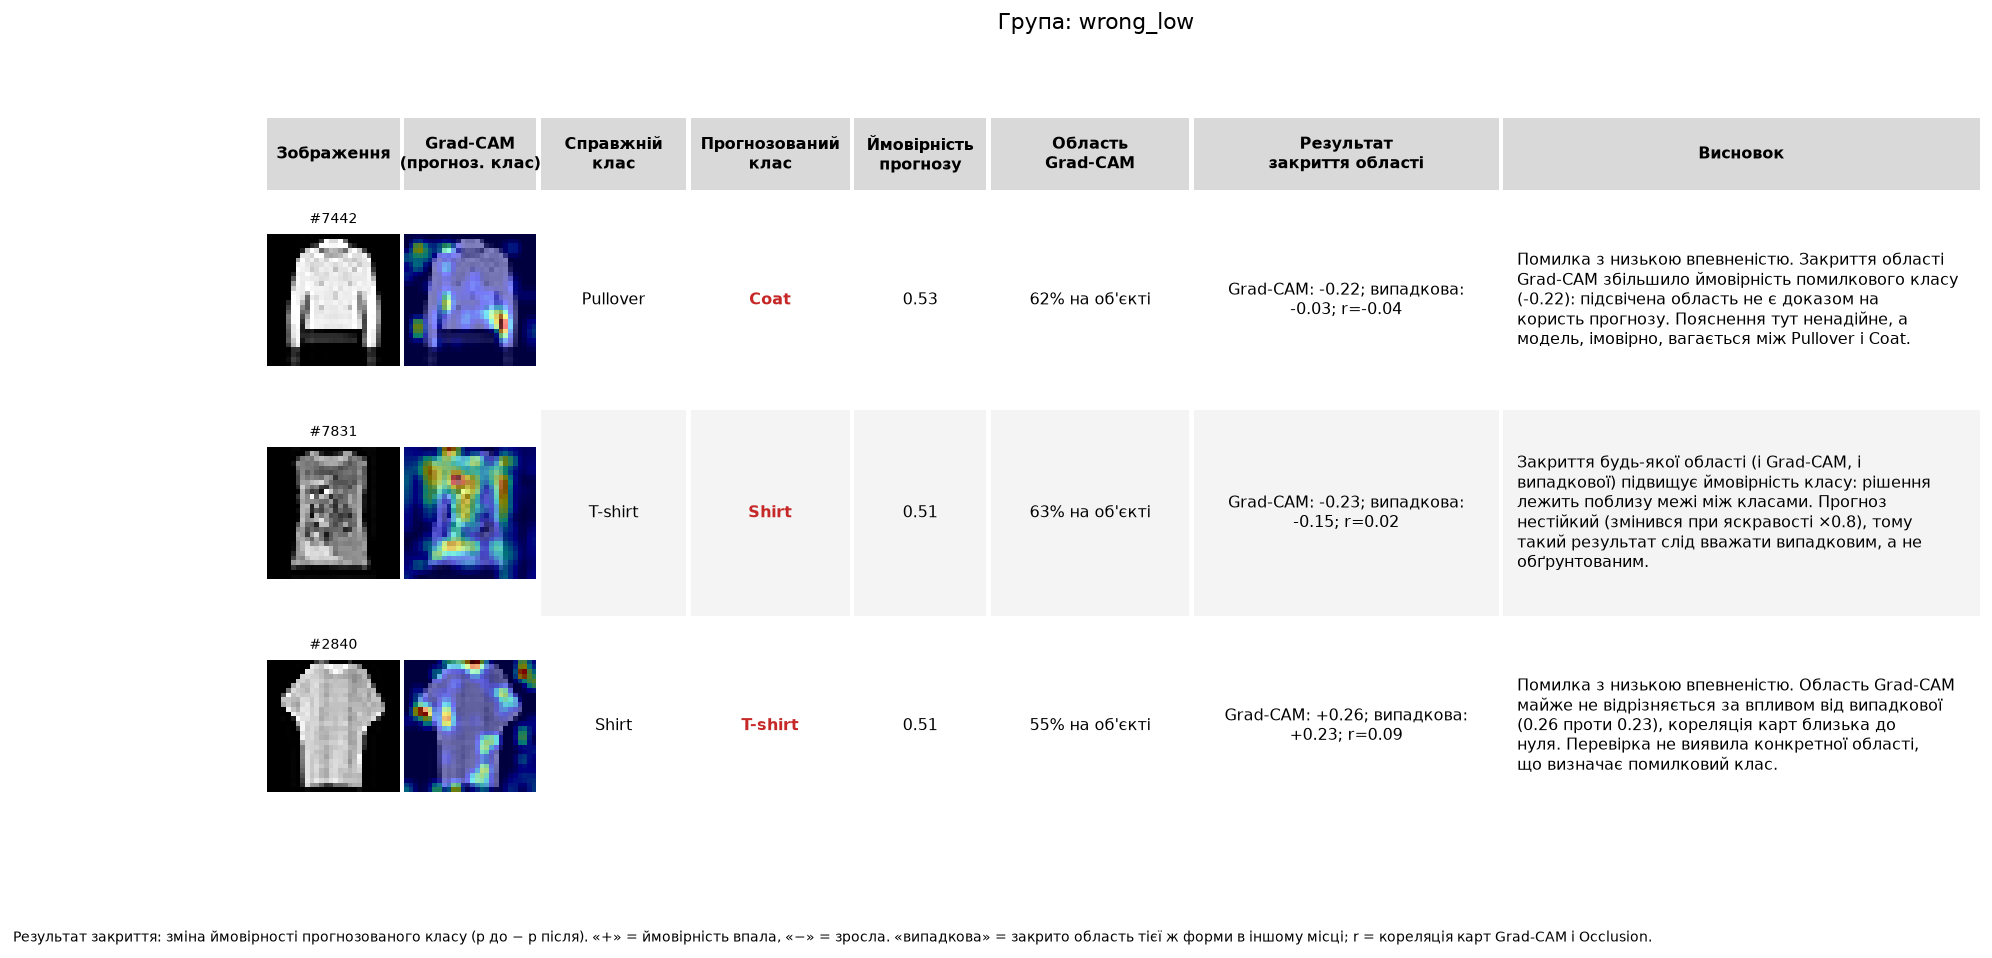 Група: wrong_low
Зображення
Grad-CAM
(прогноз. клас)
Справжній
клас
Прогнозований
клас
Ймовірність
прогнозу
Область
Grad-CAM
Результат
закриття області
Висновок
#7442
Pullover
Coat
0.53
62% на об'єкті
Grad-CAM: -0.22; випадкова:
-0.03; r=-0.04
Помилка з низькою впевненістю. Закриття області
Grad-CAM збільшило ймовірність помилкового класу
(-0.22): підсвічена область не є доказом на
користь прогнозу. Пояснення тут ненадійне, а
модель, імовірно, вагається між Pullover і Coat.
#7831
T-shirt
Shirt
0.51
63% на об'єкті
Grad-CAM: -0.23; випадкова:
-0.15; r=0.02
Закриття будь-якої області (і Grad-CAM, і
випадкової) підвищує ймовірність класу: рішення
лежить поблизу межі між класами. Прогноз
нестійкий (змінився при яскравості ×0.8), тому
такий результат слід вважати випадковим, а не
обґрунтованим.
#2840
Shirt
T-shirt
0.51
55% на об'єкті
Grad-CAM: +0.26; випадкова:
+0.23; r=0.09
Помилка з низькою впевненістю. Область Grad-CAM
майже не відрізняється за впливом від випадкової
(0.26 проти 0.23), кореляція карт близька до
нуля. Перевірка не виявила конкретної області,
що визначає помилковий клас.
Результат закриття: зміна ймовірності прогнозованого класу (p до − p після). «+» = ймовірність впала, «−» = зросла. «випадкова» = закрито область тієї ж форми в іншому місці; r = кореляція карт Grad-CAM і Occlusion.